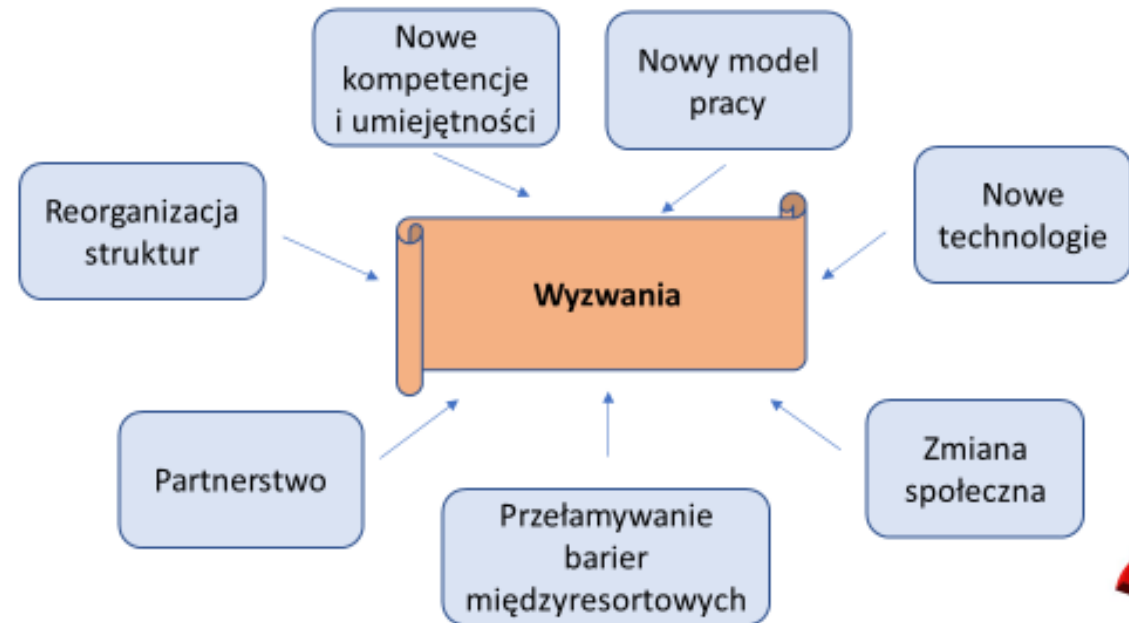 Nowe
kompetencje
i umiejętności
Nowy model
pracy
Reorganizacja
struktur
Nowe
technologie
Wyzwania
Partnerstwo
Przełamywanie
barier
międzyresortowych
Zmiana
społeczna